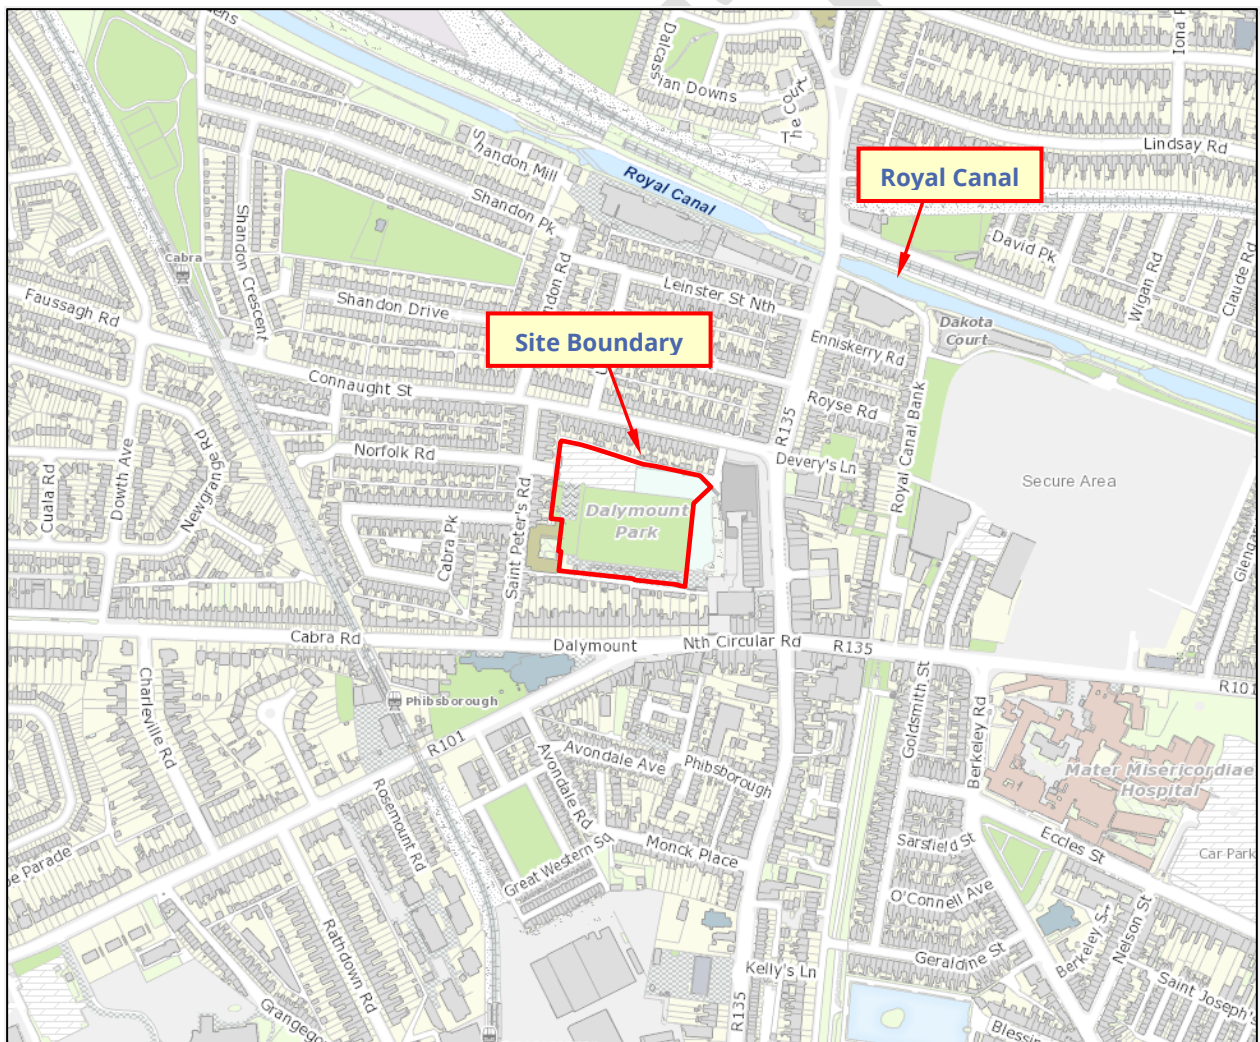 Dalcass
ian Downs
The Court
Iona
Lindsay Rd
Royal Canal
Royal Canal
Shandon Mill
Shandon Pk
Shandon Crescent
Cabra
David Pk
Wigan Rd
Claude
Leinster St Nth
Shandon Drive
Faussagh Rd
Site Boundary
Dakota
Court
Enniskerry Rd
Connaught St
Royse Rd
R135
Royal Canal Bank
Norfolk Rd
Devery's Ln
Secure Area
Cuala Rd
Dowth Ave
Newgrange Rd
Cabra Pk
Saint Peter's Rd
Dalymount
Park
Cabra Rd
Dalymount
Nth Circular Rd
R135
R101
Charleville Rd
Phibsborough
R101
Goldsmith St
Berkeley Rd
Avondale Ave
Phibsborough
Avondale Rd
Mater Misericordiae
Hospital
Rosemount Rd
Great Western Sq
Monck Place
Sarsfield St
Eccles St
Car Park
Parade
O'Connell Ave
Rathdown Rd
Geraldine St
Berkeley St
Nelson St
Kelly's Ln
Saint Joseph's
R135